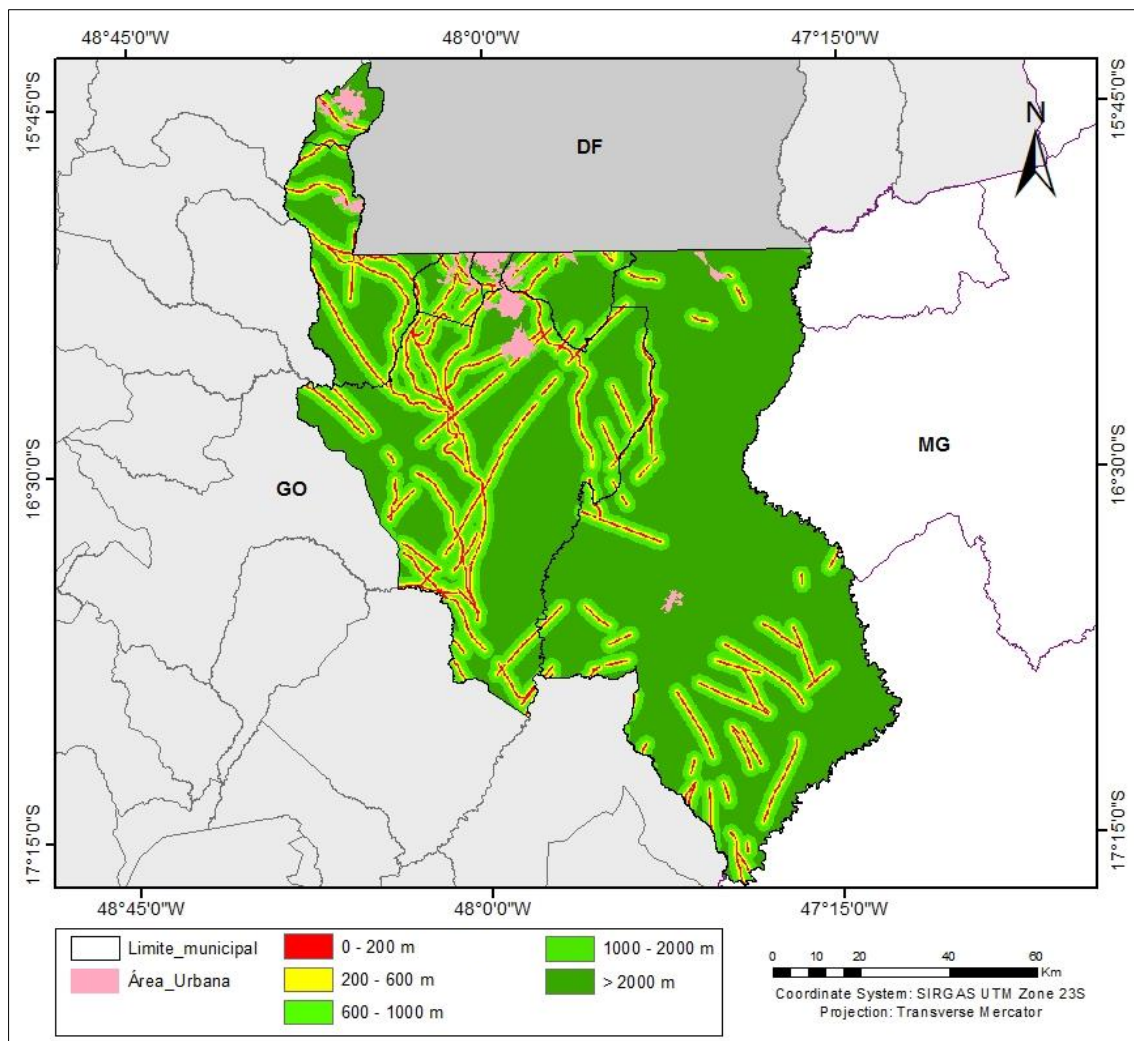 48°45'0"W 48°0'0"W 47°15'0"W
15°45'0"S 15°45'0"S
N
DF
16°30'0"S 16°30'0"S
GO
MG
17°15'0"S 17°15'0"S
48°45'0"W 48°0'0"W 47°15'0"W
Limite_municipal 0 - 200 m 1000 - 2000 m
Área_Urbana 200 - 600 m > 2000 m
600 - 1000 m
0 10 20 40 60
Km
Coordinate System: SIRGAS UTM Zone 23S
Projection: Transverse Mercator